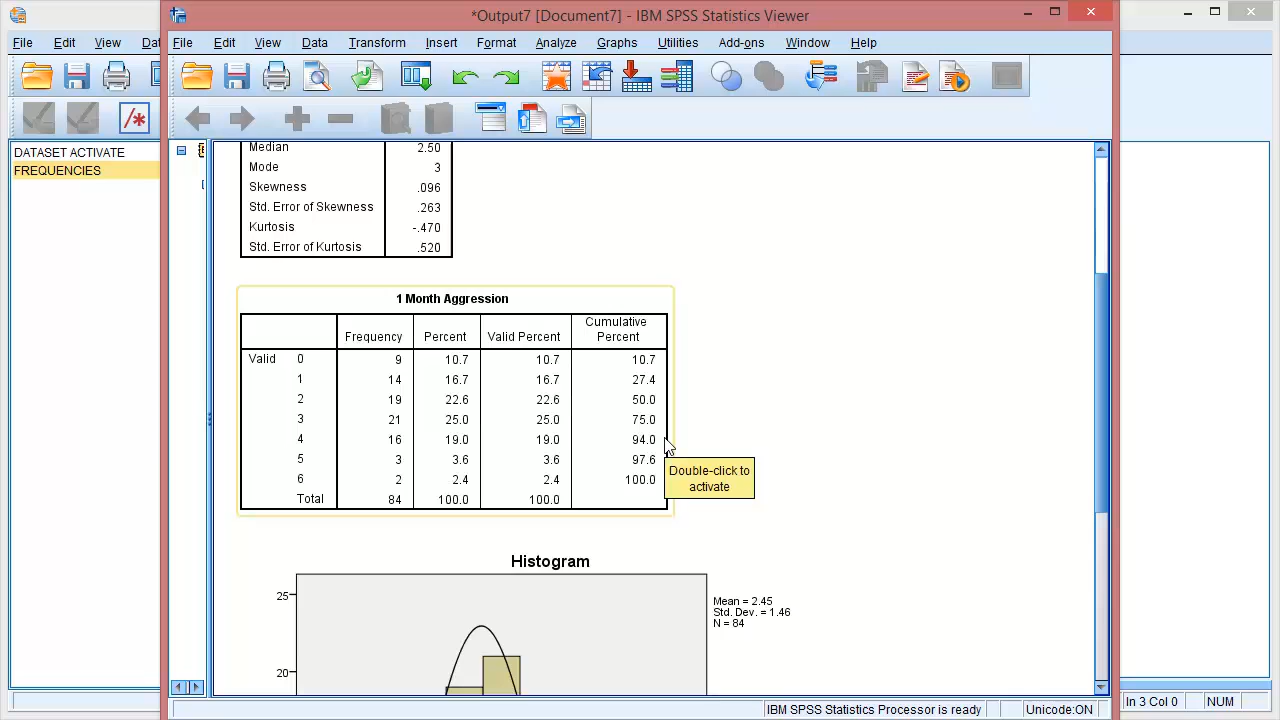 *Output7 [Document7] - IBM SPSS Statistics Viewer
File Edit View Dat
File Edit View Data Transform Insert Format Analyze Graphs Utilities Add-ons Window Help
/*
DATASET ACTIVATE
FREQUENCIES
Median 2.50
Mode 3
Skewness .096
Std. Error of Skewness .263
Kurtosis -.470
Std. Error of Kurtosis .520
1 Month Aggression
Frequency Percent Valid Percent Cumulative Percent
Valid 0 9 10.7 10.7 10.7
1 14 16.7 16.7 27.4
2 19 22.6 22.6 50.0
3 21 25.0 25.0 75.0
4 16 19.0 19.0 94.0
5 3 3.6 3.6 97.6
6 2 2.4 2.4 100.0
Total 84 100.0 100.0
Double-click to
activate
Histogram
25
20
Mean = 2.45
Std. Dev. = 1.46
N = 84
IBM SPSS Statistics Processor is ready Unicode:ON
In 3 Col 0 NUM